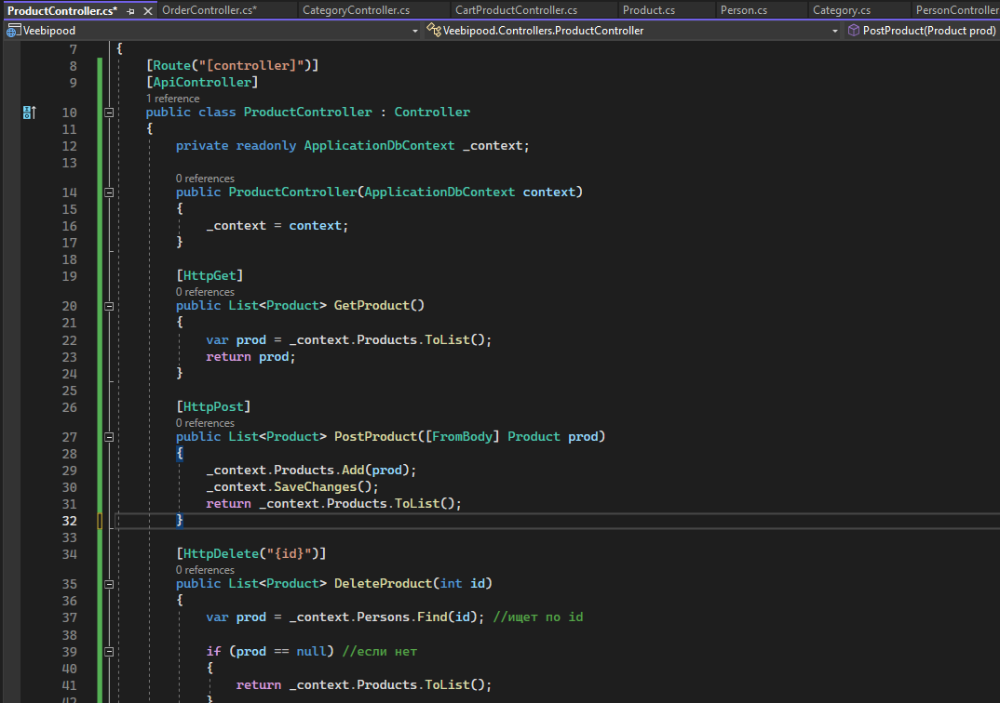 ProductController.cs*
OrderController.cs*
CategoryController.cs
CartProductController.cs
Product.cs
Person.cs
Category.cs
PersonController
Veebipood
Veebipood.Controllers.ProductController
PostProduct(Product prod)
7 {
8 [Route("[controller]")]
9 [ApiController]
1 reference
10 public class ProductController : Controller
11 {
12 private readonly ApplicationDbContext _context;
13
0 references
14 public ProductController(ApplicationDbContext context)
15 {
16 _context = context;
17 }
18
19 [HttpGet]
0 references
20 public List<Product> GetProduct()
21 {
22 var prod = _context.Products.ToList();
23 return prod;
24 }
25
26 [HttpPost]
0 references
27 public List<Product> PostProduct([FromBody] Product prod)
28 {
29 _context.Products.Add(prod);
30 _context.SaveChanges();
31 return _context.Products.ToList();
32 }
33
34 [HttpDelete("{id}")]
0 references
35 public List<Product> DeleteProduct(int id)
36 {
37 var prod = _context.Persons.Find(id); //ищет по id
38
39 if (prod == null) //если нет
40 {
41 return _context.Products.ToList();
42 }